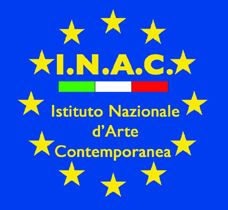 I.N.A.C.
Istituto Nazionale
d'Arte
Contemporanea